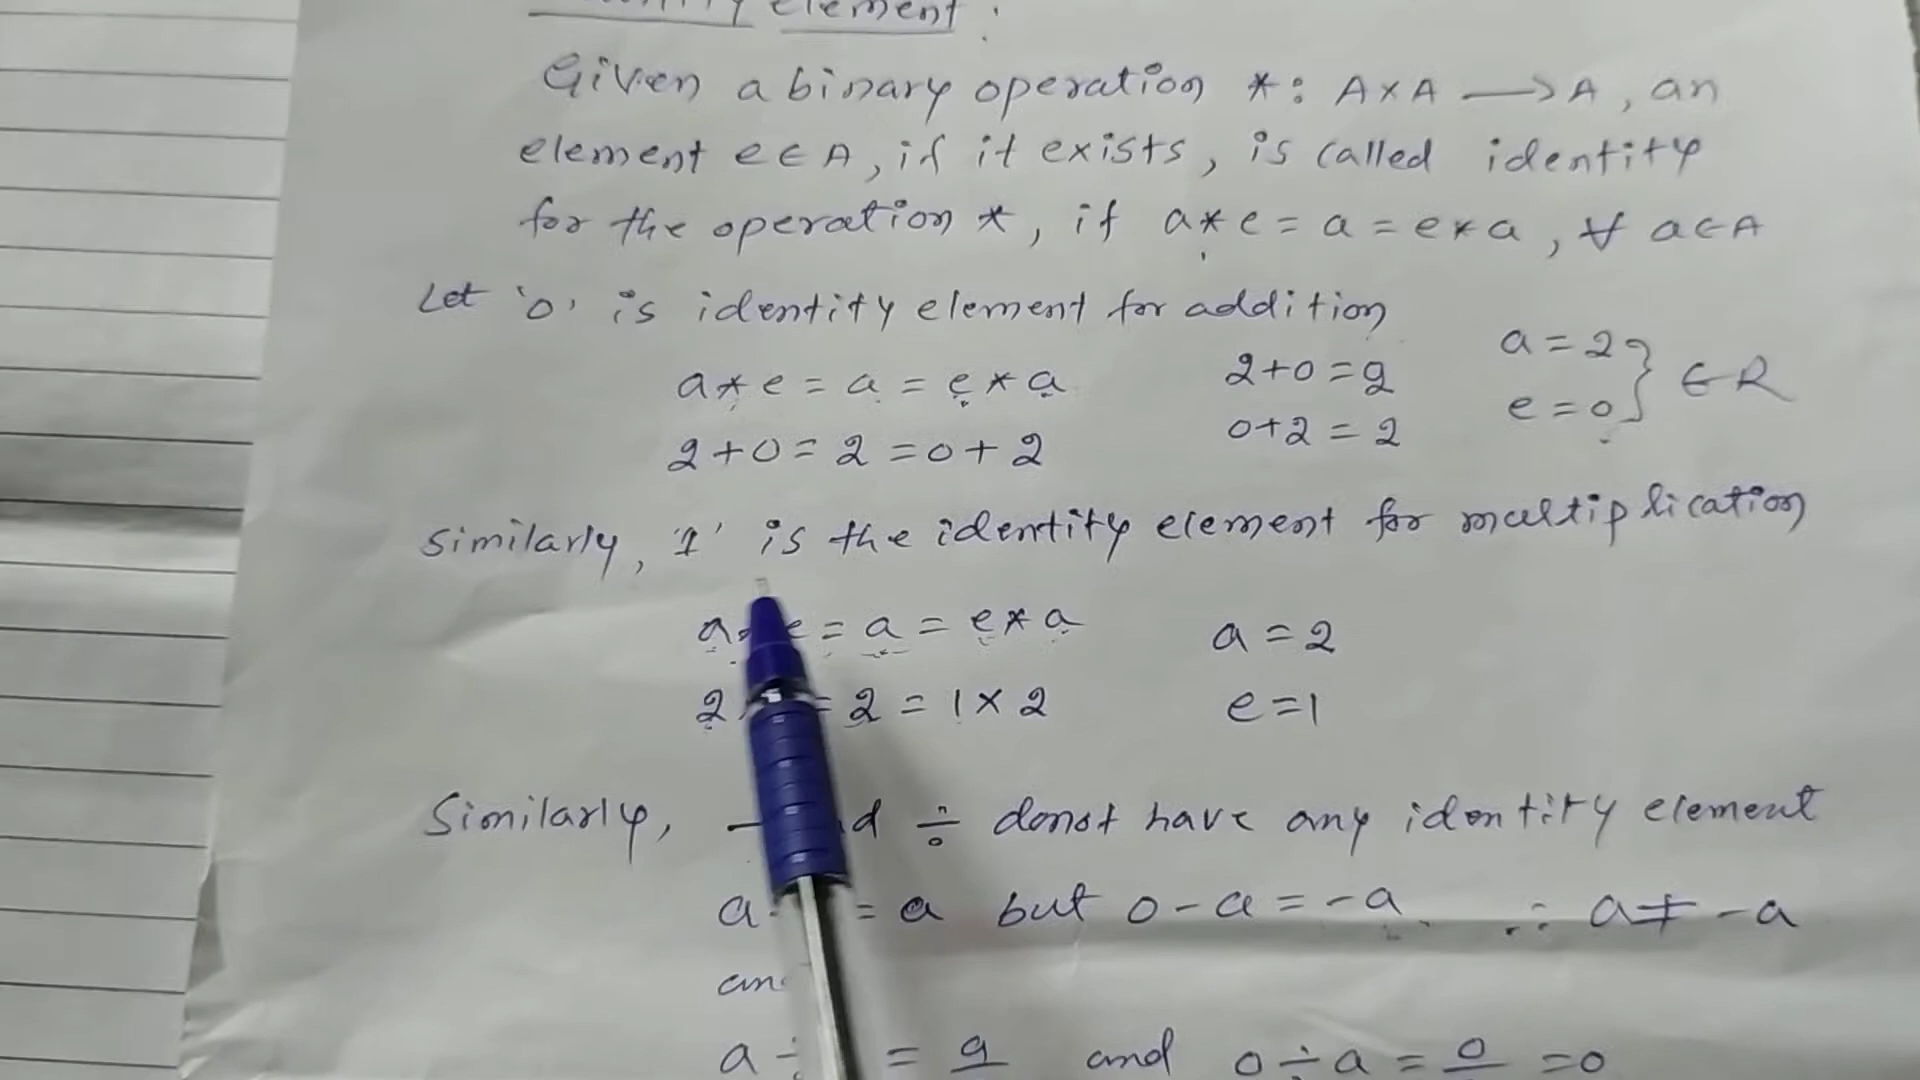 element:
Given a binary operation *: A×A ⟶ A, an
element e∈A, if it exists, is called identity
for the operation *, if a*e = a = e*a, ∀ a∈A
Let '0' is identity element for addition
a*e = a = e*a
2+0=2
a=2
e=0
} ∈ R
2+0=2=0+2
0+2=2
Similarly, '1' is the identity element for multiplication
a e = a = e*a
a=2
2 = 2 = 1×2
e=1
Similarly, − ÷ donot have any identity element
a = a but 0-a=-a ∴ a≠-a
a÷ = a and 0÷a = 0 =0